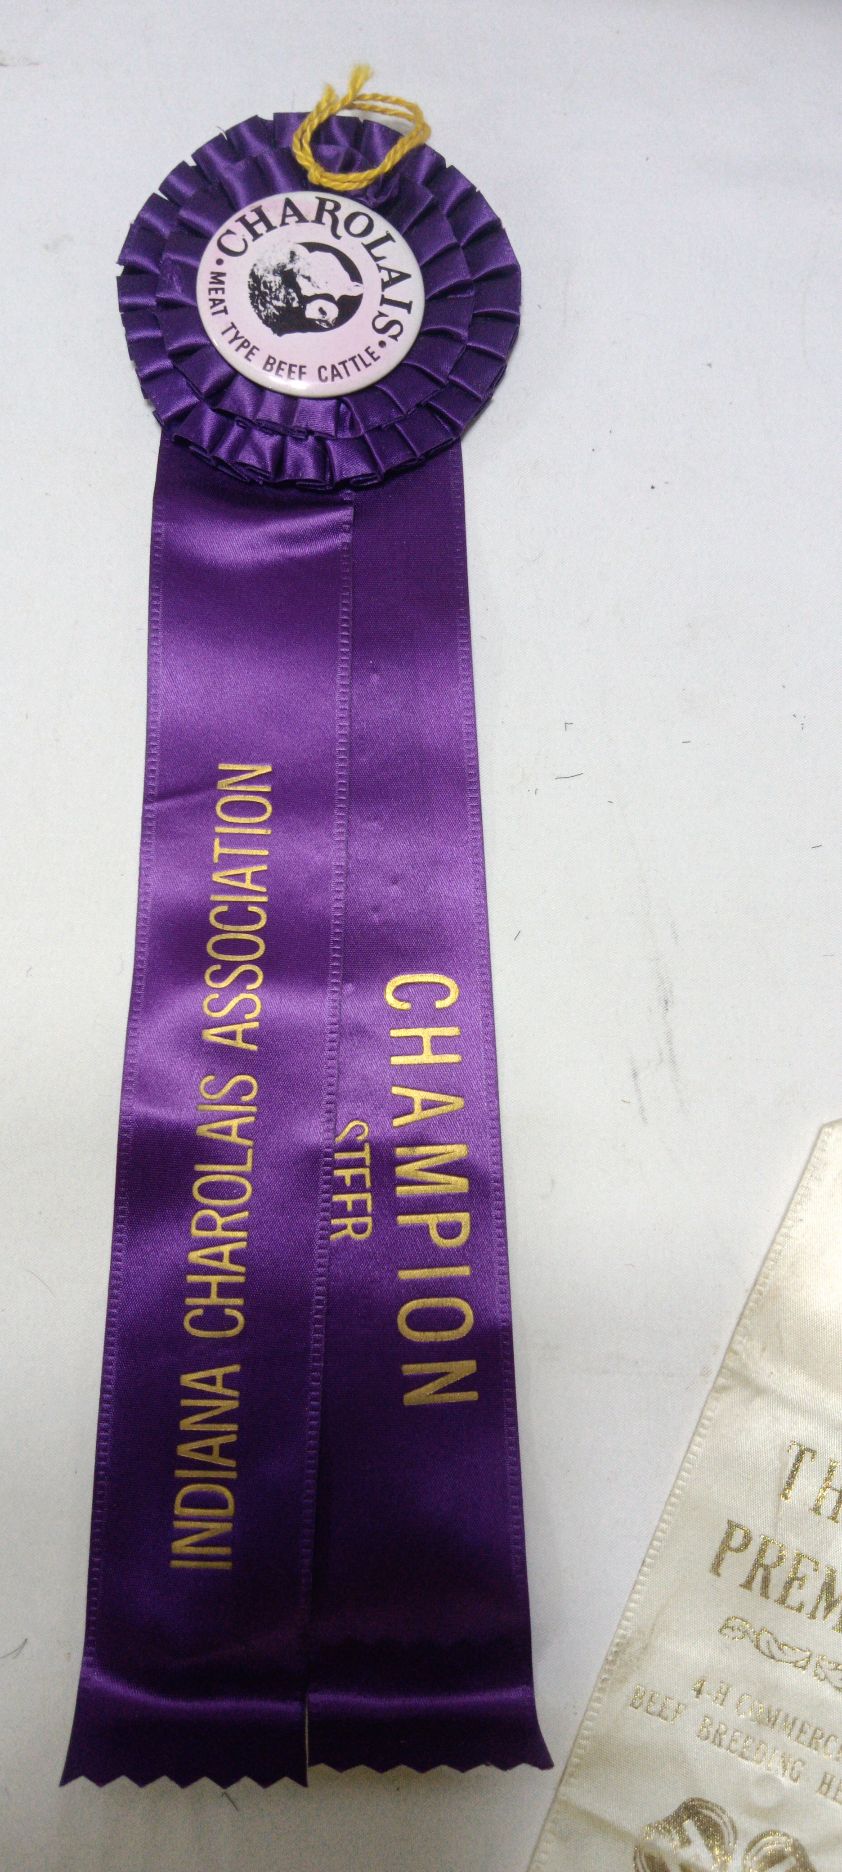 CHAROLAIS
• MEAT TYPE BEEF CATTLE •
INDIANA CHAROLAIS ASSOCIATION
CHAMPION
STEER
PREM
4-H COMMERC
BEEF BREEDING HE